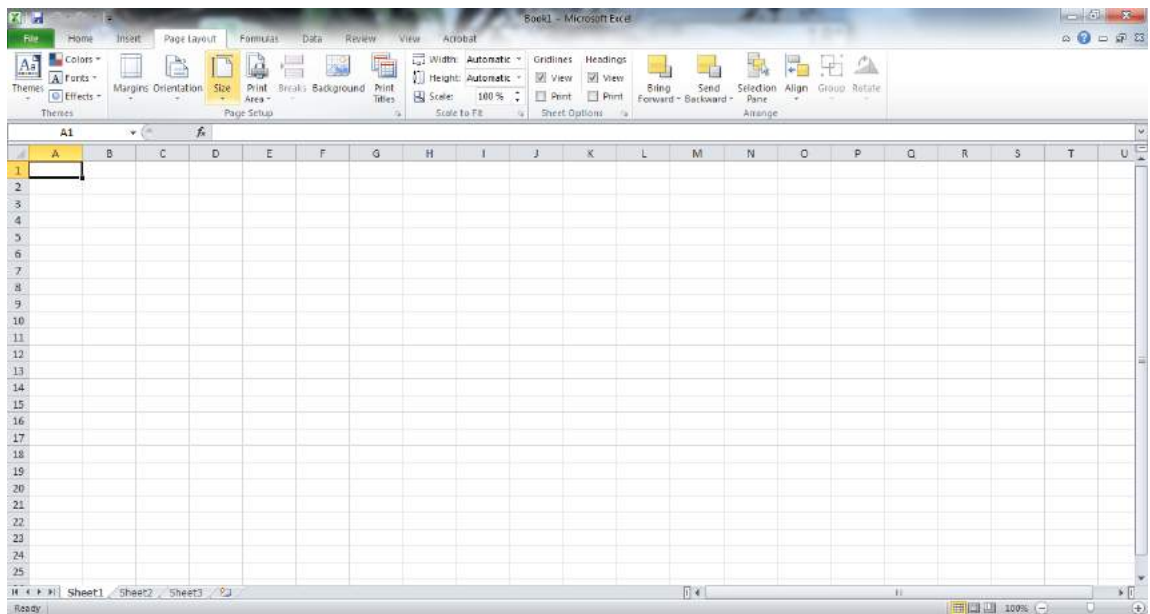 Book1 - Microsoft Excel
File Home Insert Page Layout Formulas Data Review View Acrobat
Colors Width: Automatic Gridlines Headings
Aa A Fonts Height: Automatic View View
Themes Effects Margins Orientation Size Print Area Breaks Background Print Titles Scale: 100 % Print Print Bring Forward Send Backward Selection Pane Align Group Rotate
Themes Page Setup Scale to Fit Sheet Options Arrange
A1 fx
A B C D E F G H I J K L M N O P Q R S T U
1
2
3
4
5
6
7
8
9
10
11
12
13
14
15
16
17
18
19
20
21
22
23
24
25
Sheet1 Sheet2 Sheet3
Ready 100%